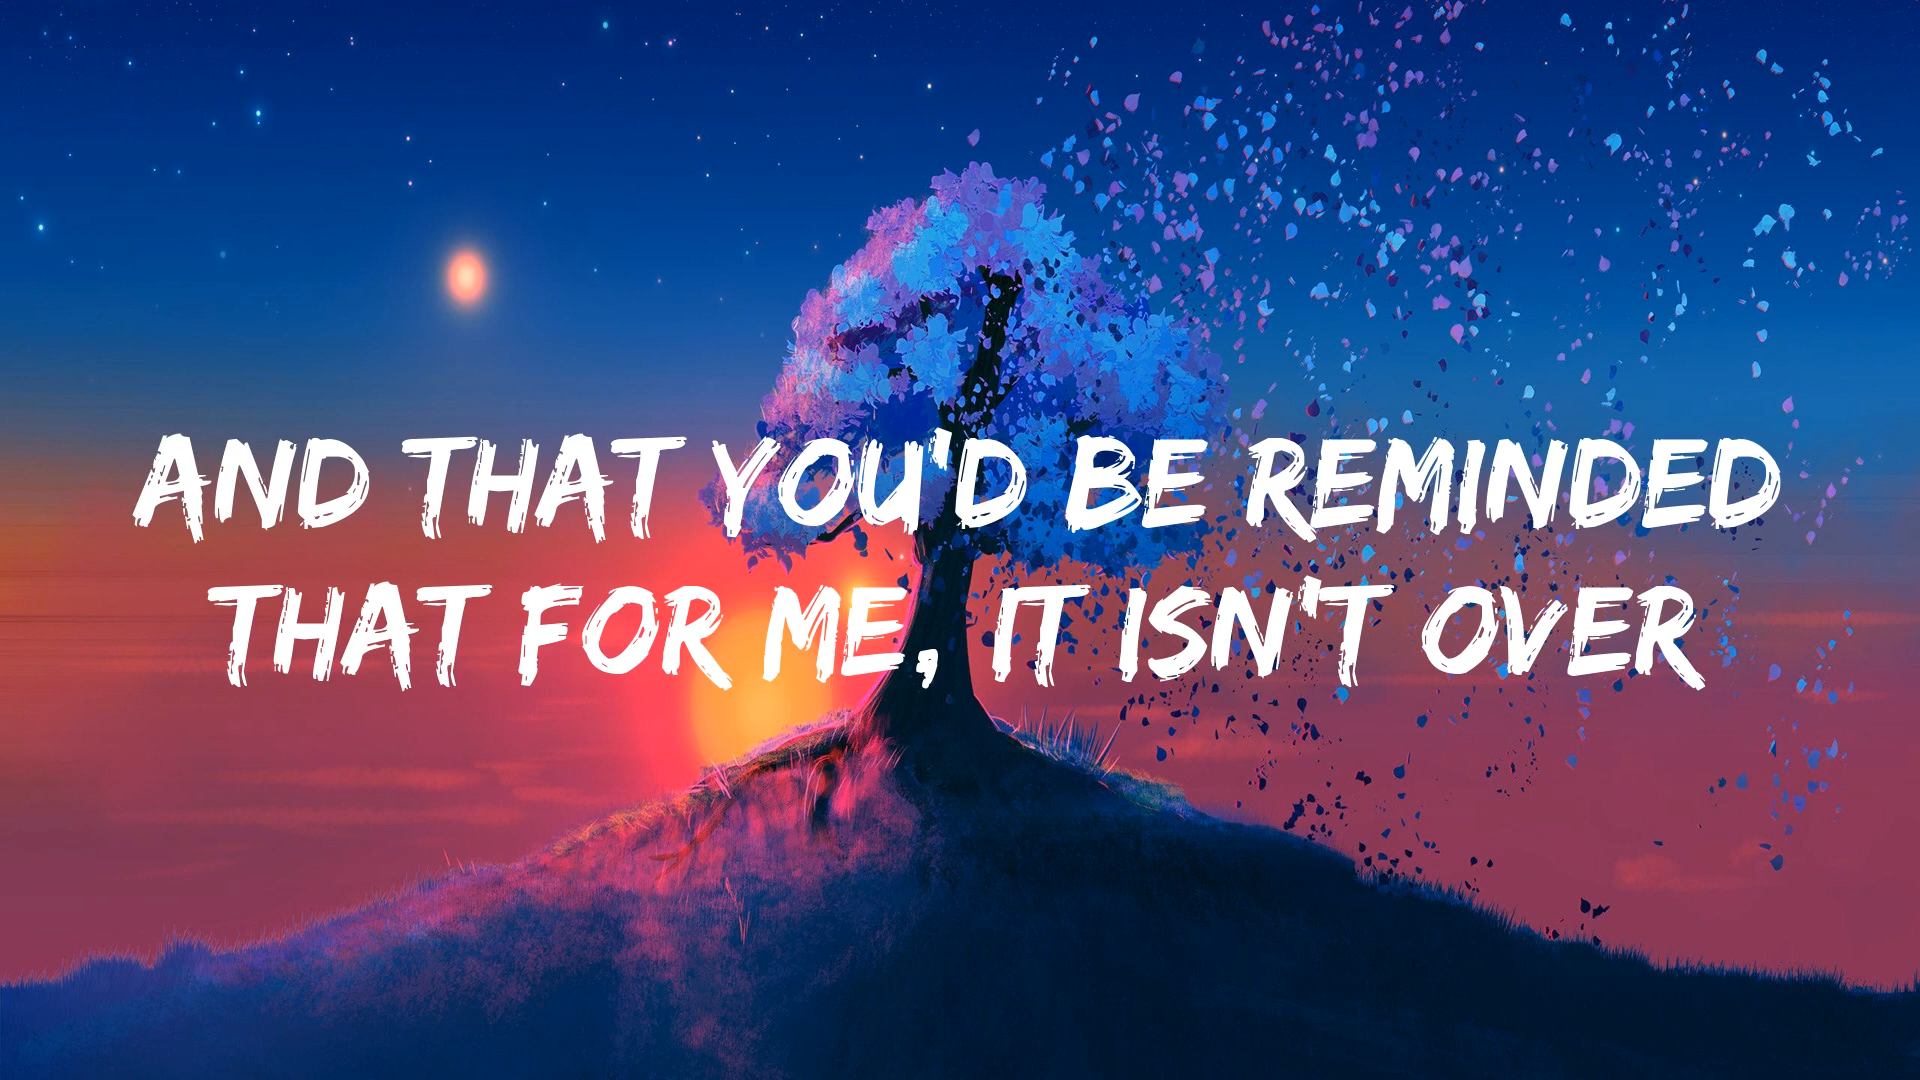 AND THAT YOU'D BE REMINDED
THAT FOR ME, IT ISN'T OVER